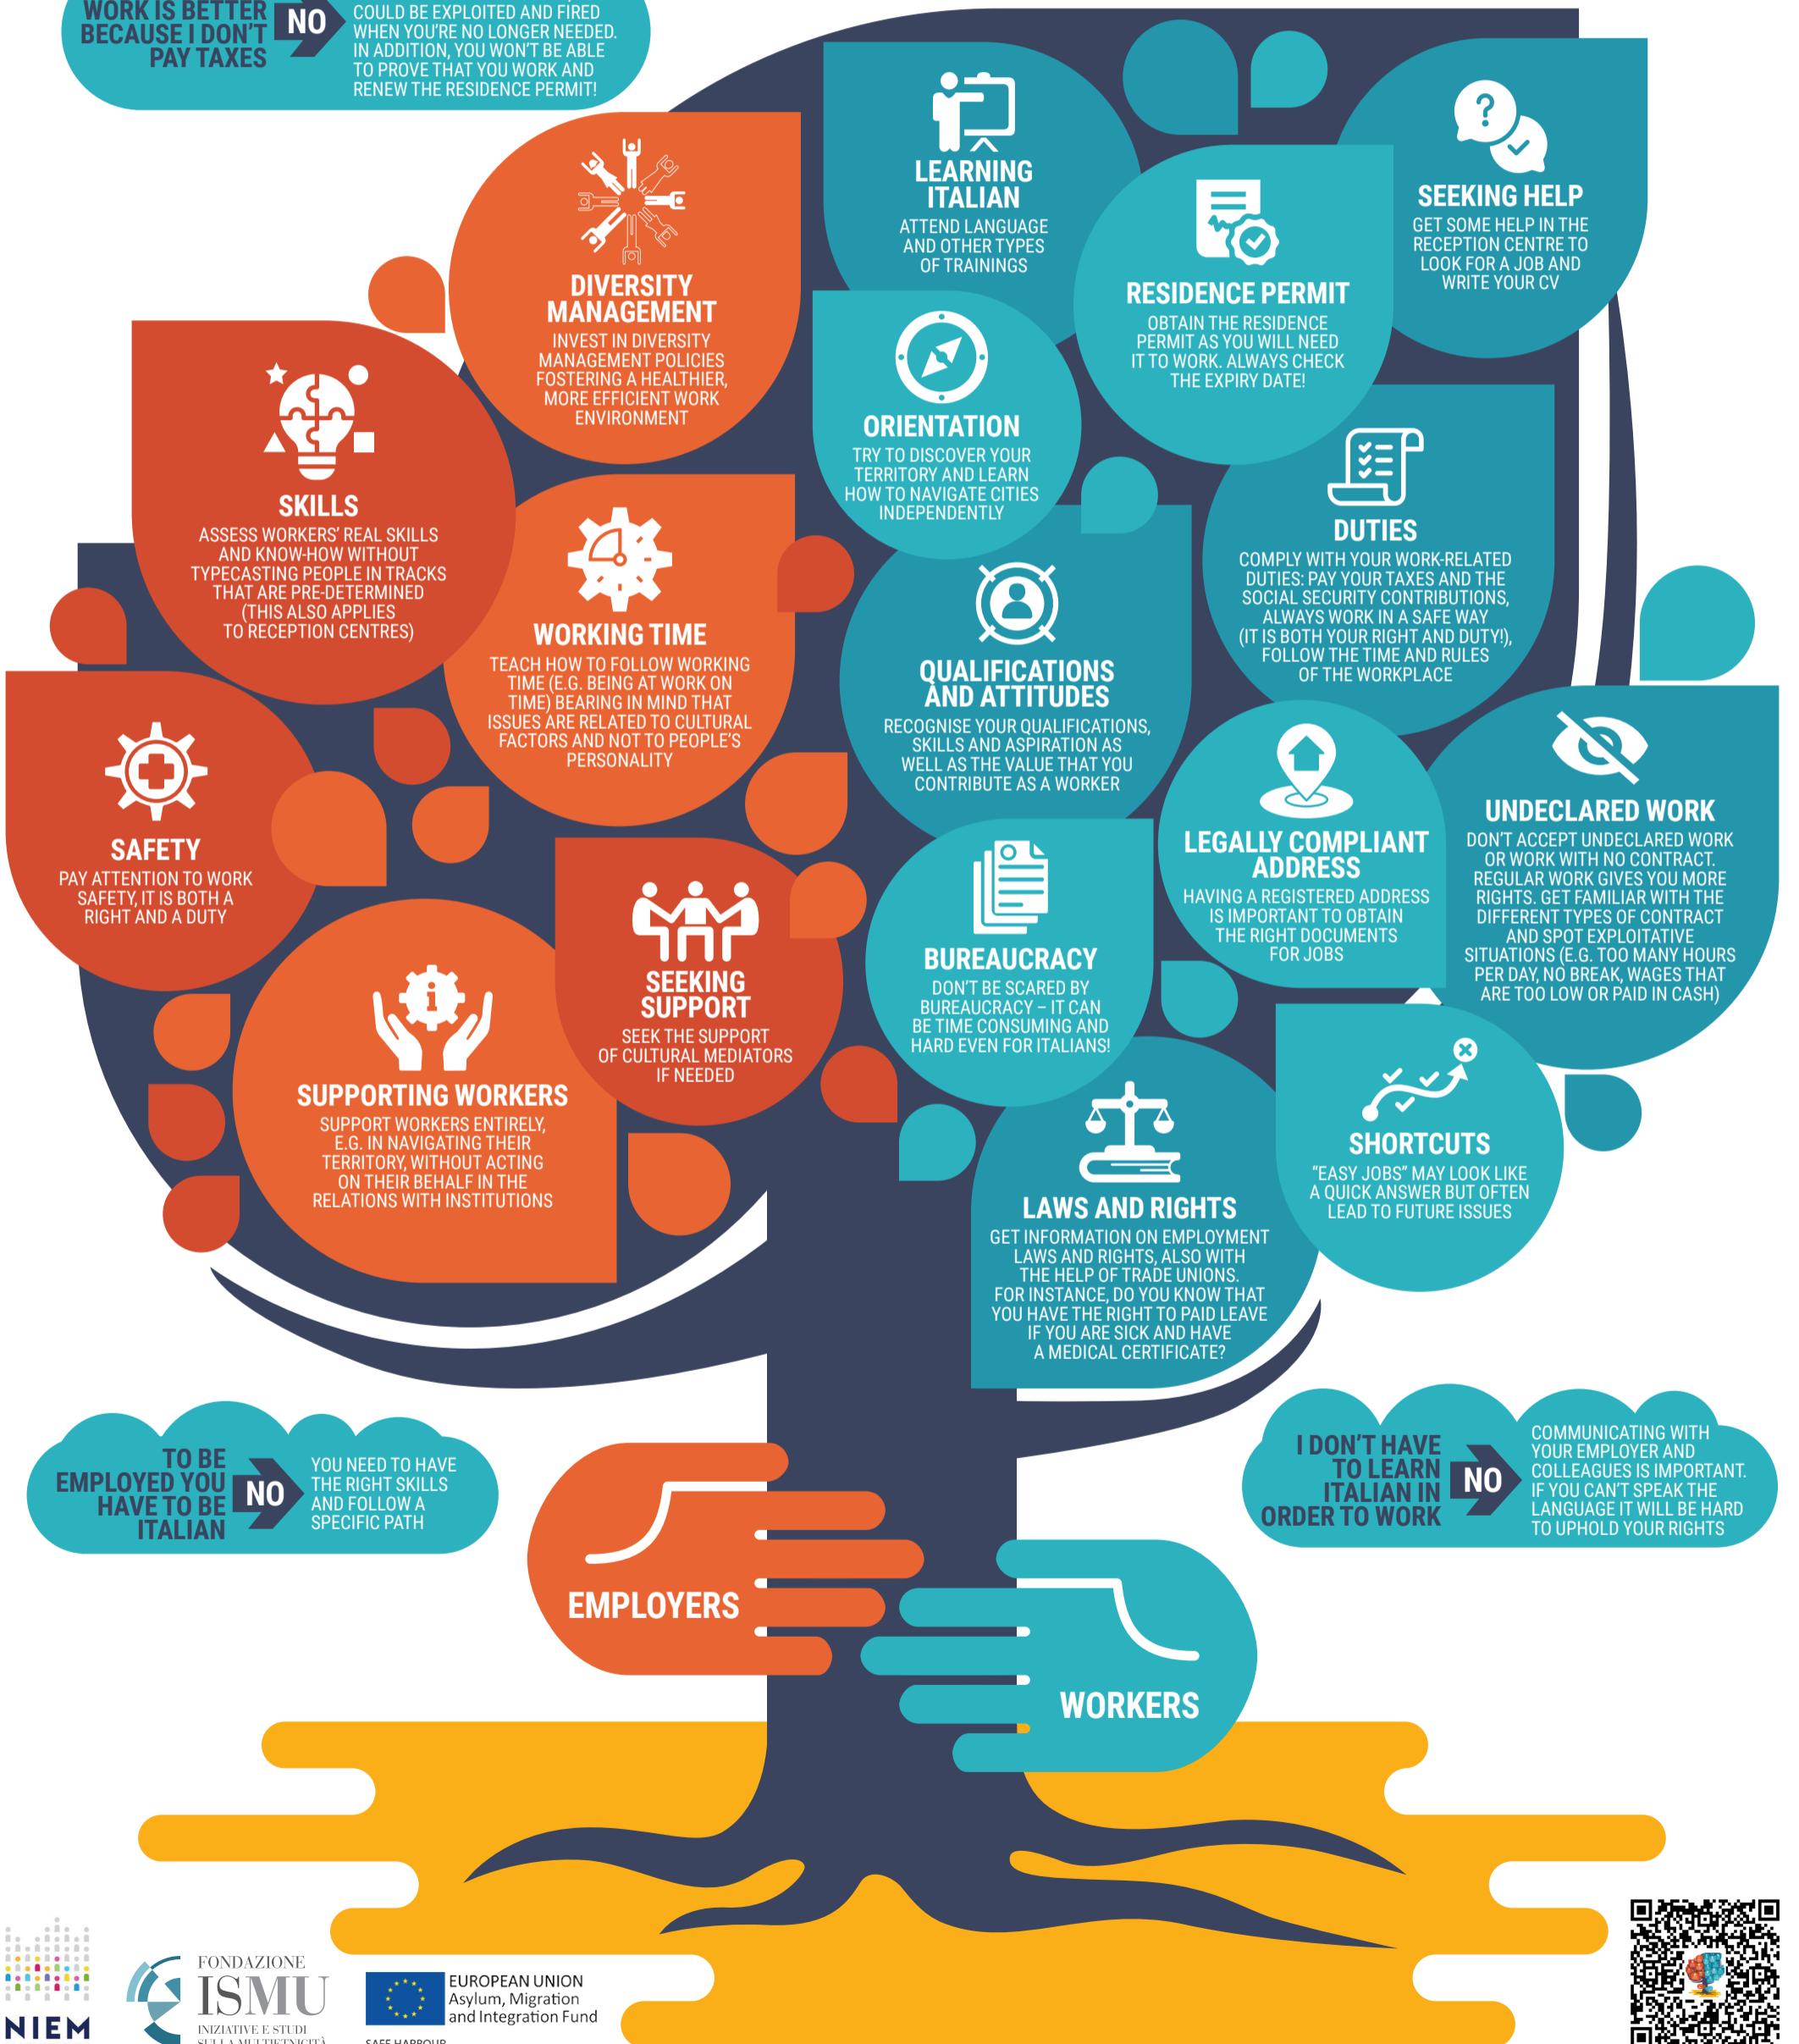 WORK IS BETTER
BECAUSE I DON'T
PAY TAXES
NO
COULD BE EXPLOITED AND FIRED
WHEN YOU'RE NO LONGER NEEDED.
IN ADDITION, YOU WON'T BE ABLE
TO PROVE THAT YOU WORK AND
RENEW THE RESIDENCE PERMIT!
LEARNING
ITALIAN
ATTEND LANGUAGE
AND OTHER TYPES
OF TRAININGS
SEEKING HELP
GET SOME HELP IN THE
RECEPTION CENTRE TO
LOOK FOR A JOB AND
WRITE YOUR CV
DIVERSITY
MANAGEMENT
INVEST IN DIVERSITY
MANAGEMENT POLICIES
FOSTERING A HEALTHIER,
MORE EFFICIENT WORK
ENVIRONMENT
RESIDENCE PERMIT
OBTAIN THE RESIDENCE
PERMIT AS YOU WILL NEED
IT TO WORK. ALWAYS CHECK
THE EXPIRY DATE!
ORIENTATION
TRY TO DISCOVER YOUR
TERRITORY AND LEARN
HOW TO NAVIGATE CITIES
INDEPENDENTLY
SKILLS
ASSESS WORKERS' REAL SKILLS
AND KNOW-HOW WITHOUT
TYPECASTING PEOPLE IN TRACKS
THAT ARE PRE-DETERMINED
(THIS ALSO APPLIES
TO RECEPTION CENTRES)
DUTIES
COMPLY WITH YOUR WORK-RELATED
DUTIES: PAY YOUR TAXES AND THE
SOCIAL SECURITY CONTRIBUTIONS,
ALWAYS WORK IN A SAFE WAY
(IT IS BOTH YOUR RIGHT AND DUTY!),
FOLLOW THE TIME AND RULES
OF THE WORKPLACE
WORKING TIME
TEACH HOW TO FOLLOW WORKING
TIME (E.G. BEING AT WORK ON
TIME) BEARING IN MIND THAT
ISSUES ARE RELATED TO CULTURAL
FACTORS AND NOT TO PEOPLE'S
PERSONALITY
QUALIFICATIONS
AND ATTITUDES
RECOGNISE YOUR QUALIFICATIONS,
SKILLS AND ASPIRATION AS
WELL AS THE VALUE THAT YOU
CONTRIBUTE AS A WORKER
SAFETY
PAY ATTENTION TO WORK
SAFETY, IT IS BOTH A
RIGHT AND A DUTY
LEGALLY COMPLIANT
ADDRESS
HAVING A REGISTERED ADDRESS
IS IMPORTANT TO OBTAIN
THE RIGHT DOCUMENTS
FOR JOBS
UNDECLARED WORK
DON'T ACCEPT UNDECLARED WORK
OR WORK WITH NO CONTRACT.
REGULAR WORK GIVES YOU MORE
RIGHTS. GET FAMILIAR WITH THE
DIFFERENT TYPES OF CONTRACT
AND SPOT EXPLOITATIVE
SITUATIONS (E.G. TOO MANY HOURS
PER DAY, NO BREAK, WAGES THAT
ARE TOO LOW OR PAID IN CASH)
SEEKING
SUPPORT
SEEK THE SUPPORT
OF CULTURAL MEDIATORS
IF NEEDED
BUREAUCRACY
DON'T BE SCARED BY
BUREAUCRACY – IT CAN
BE TIME CONSUMING AND
HARD EVEN FOR ITALIANS!
SUPPORTING WORKERS
SUPPORT WORKERS ENTIRELY,
E.G. IN NAVIGATING THEIR
TERRITORY, WITHOUT ACTING
ON THEIR BEHALF IN THE
RELATIONS WITH INSTITUTIONS
SHORTCUTS
“EASY JOBS” MAY LOOK LIKE
A QUICK ANSWER BUT OFTEN
LEAD TO FUTURE ISSUES
LAWS AND RIGHTS
GET INFORMATION ON EMPLOYMENT
LAWS AND RIGHTS, ALSO WITH
THE HELP OF TRADE UNIONS.
FOR INSTANCE, DO YOU KNOW THAT
YOU HAVE THE RIGHT TO PAID LEAVE
IF YOU ARE SICK AND HAVE
A MEDICAL CERTIFICATE?
TO BE
EMPLOYED YOU
HAVE TO BE
ITALIAN
NO
YOU NEED TO HAVE
THE RIGHT SKILLS
AND FOLLOW A
SPECIFIC PATH
I DON'T HAVE
TO LEARN
ITALIAN IN
ORDER TO WORK
NO
COMMUNICATING WITH
YOUR EMPLOYER AND
COLLEAGUES IS IMPORTANT.
IF YOU CAN'T SPEAK THE
LANGUAGE IT WILL BE HARD
TO UPHOLD YOUR RIGHTS
EMPLOYERS
WORKERS
NIEM
FONDAZIONE
ISMU
INIZIATIVE E STUDI
SULLA MULTIETNICITÀ
EUROPEAN UNION
Asylum, Migration
and Integration Fund
SAFE HARBOUR